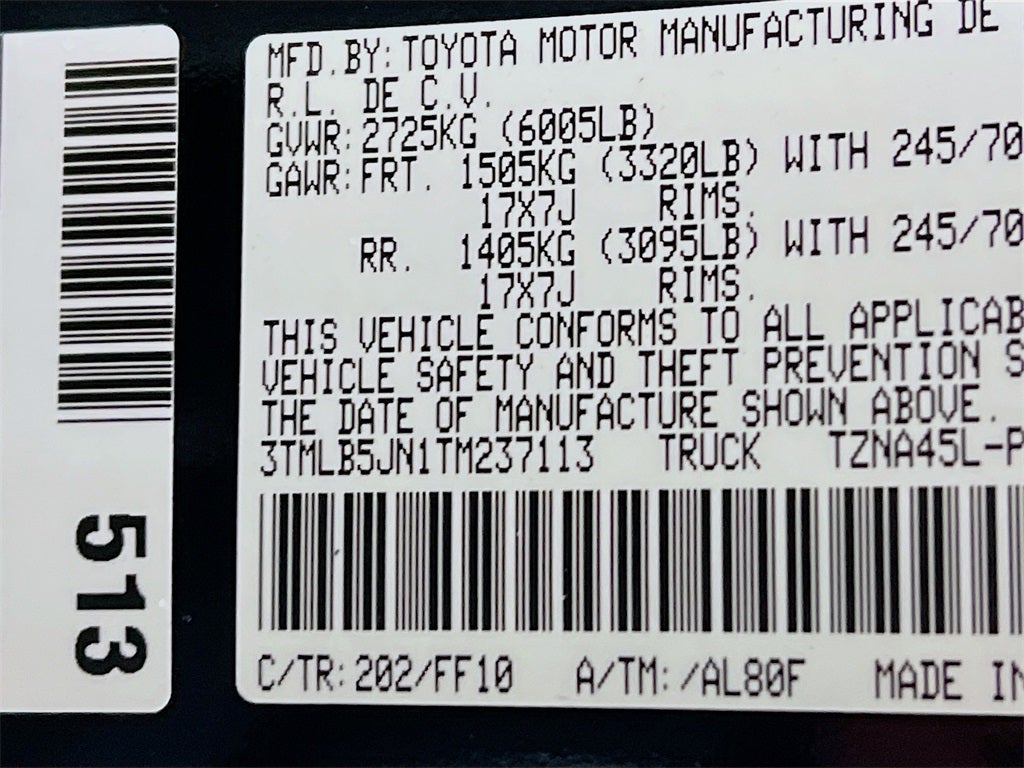 MFD.BY: TOYOTA MOTOR MANUFACTURING DE
R.L. DE C.V.
GVWR: 2725KG (6005LB)
GAWR: FRT. 1505KG (3320LB) WITH 245/70
17X7J RIMS.
RR. 1405KG (3095LB) WITH 245/70
17X7J RIMS.
THIS VEHICLE CONFORMS TO ALL APPLICAB
VEHICLE SAFETY AND THEFT PREVENTION S
THE DATE OF MANUFACTURE SHOWN ABOVE.
3TMLB5JN1TM237113 TRUCK TZNA45L-P
C/TR: 202/FF10 A/TM: /AL80F MADE IN
513